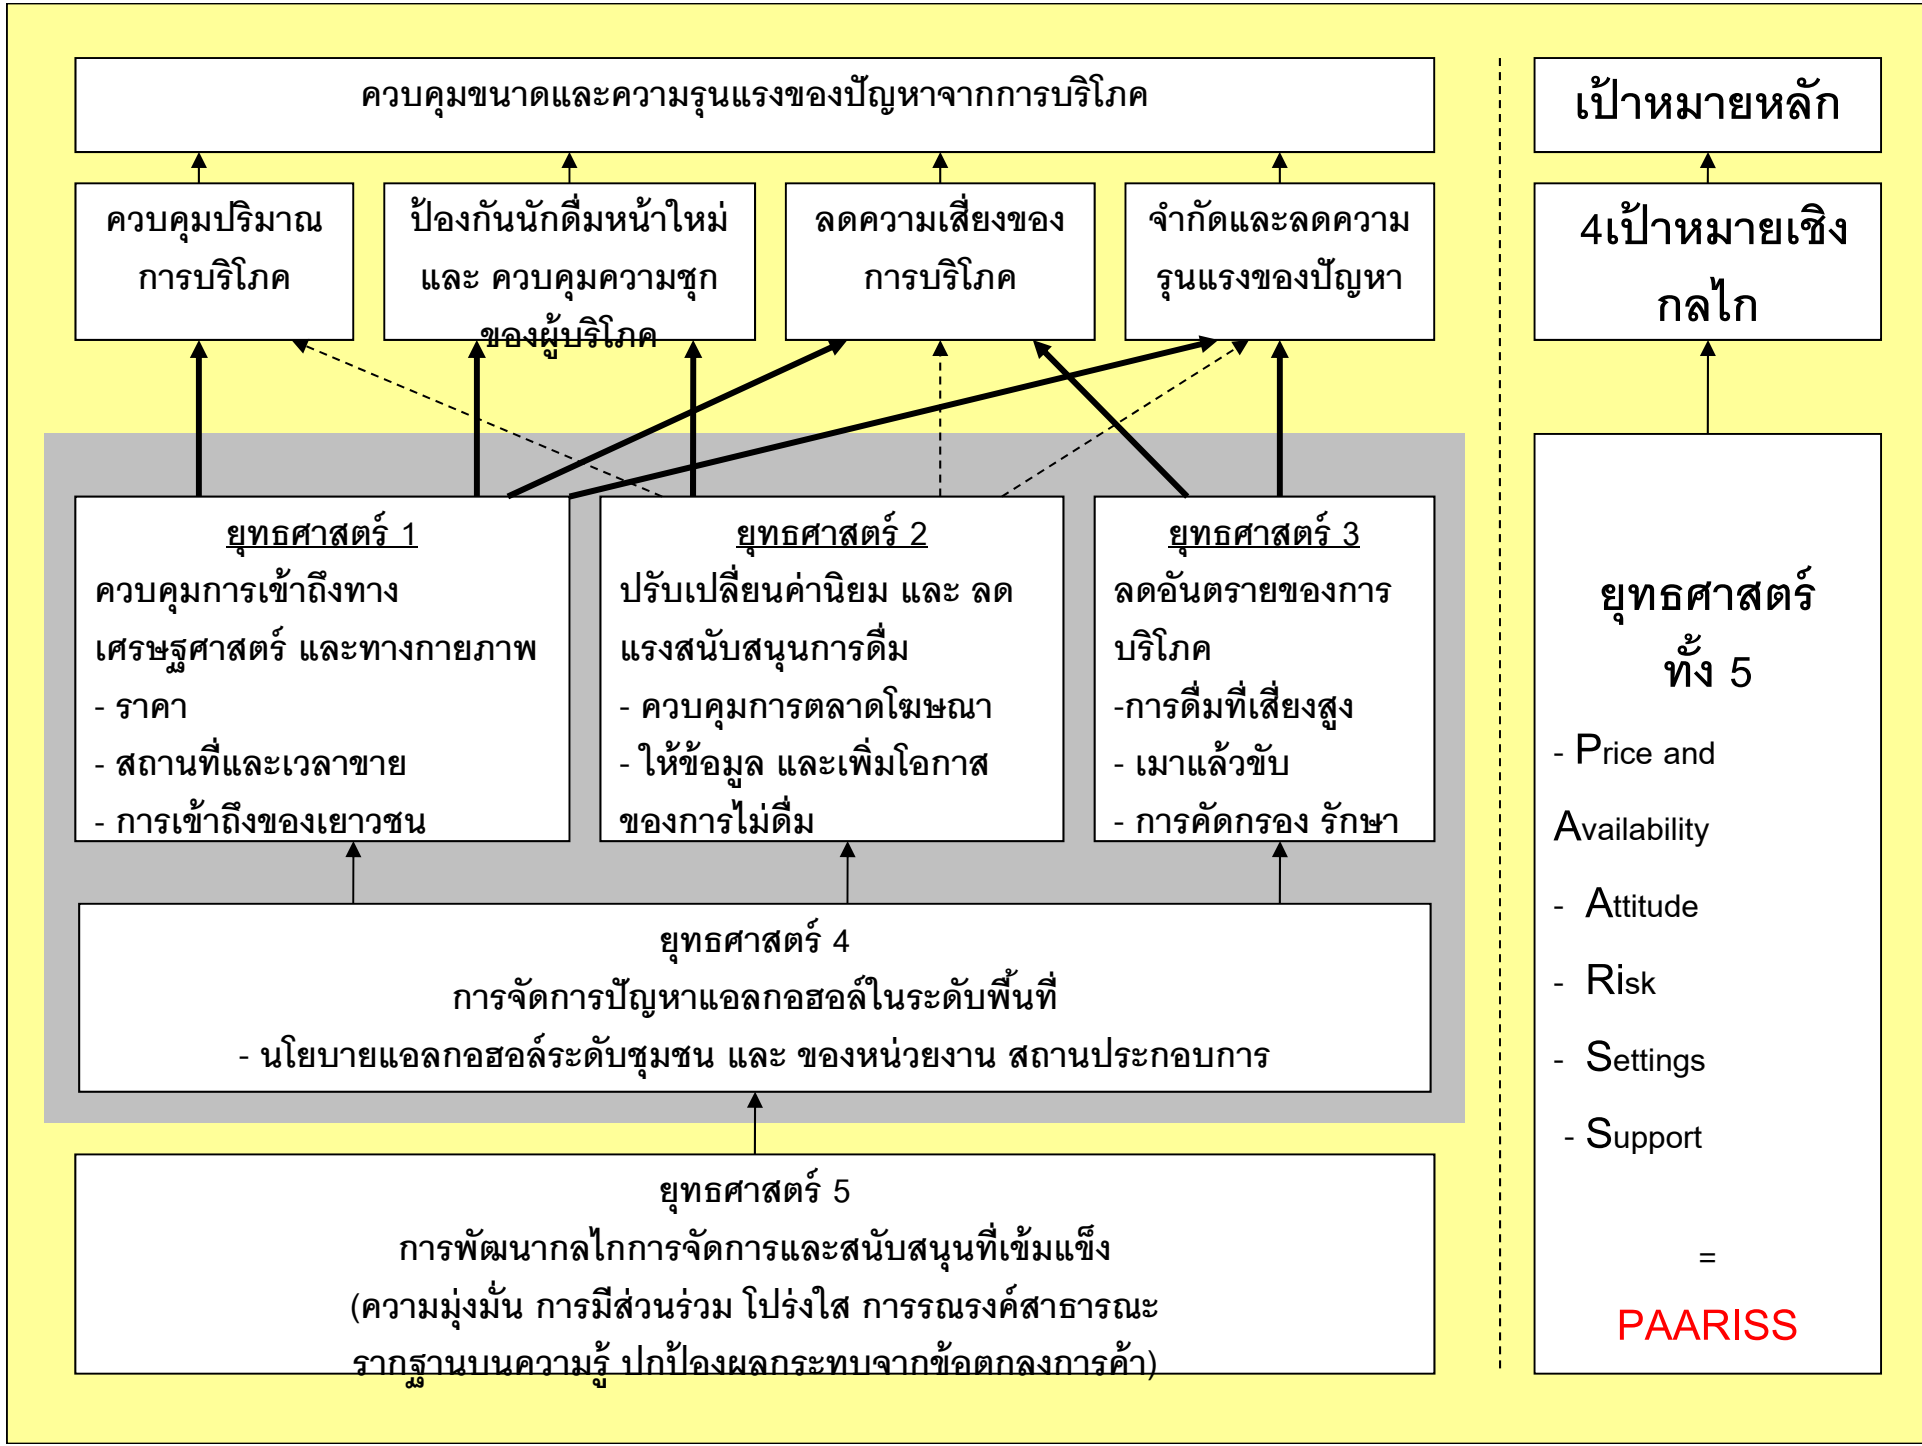 ควบคุมขนาดและความรุนแรงของปัญหาจากการบริโภค
ควบคุมปริมาณ
การบริโภค
ป้องกันนักดื่มหน้าใหม่
และ ควบคุมความชุก
ของผู้บริโภค
ลดความเสี่ยงของ
การบริโภค
จำกัดและลดความ
รุนแรงของปัญหา
ยุทธศาสตร์ 1
ควบคุมการเข้าถึงทาง
เศรษฐศาสตร์ และทางกายภาพ
- ราคา
- สถานที่และเวลาขาย
- การเข้าถึงของเยาวชน
ยุทธศาสตร์ 2
ปรับเปลี่ยนค่านิยม และ ลด
แรงสนับสนุนการดื่ม
- ควบคุมการตลาดโฆษณา
- ให้ข้อมูล และเพิ่มโอกาส
ของการไม่ดื่ม
ยุทธศาสตร์ 3
ลดอันตรายของการ
บริโภค
-การดื่มที่เสี่ยงสูง
- เมาแล้วขับ
- การคัดกรอง รักษา
ยุทธศาสตร์ 4
การจัดการปัญหาแอลกอฮอล์ในระดับพื้นที่
- นโยบายแอลกอฮอล์ระดับชุมชน และ ของหน่วยงาน สถานประกอบการ
ยุทธศาสตร์ 5
การพัฒนากลไกการจัดการและสนับสนุนที่เข้มแข็ง
(ความมุ่งมั่น การมีส่วนร่วม โปร่งใส การรณรงค์สาธารณะ
รากฐานบนความรู้ ปกป้องผลกระทบจากข้อตกลงการค้า)
เป้าหมายหลัก
4เป้าหมายเชิง
กลไก
ยุทธศาสตร์
ทั้ง 5
- Price and
Availability
- Attitude
- Risk
- Settings
- Support
=
PAARISS